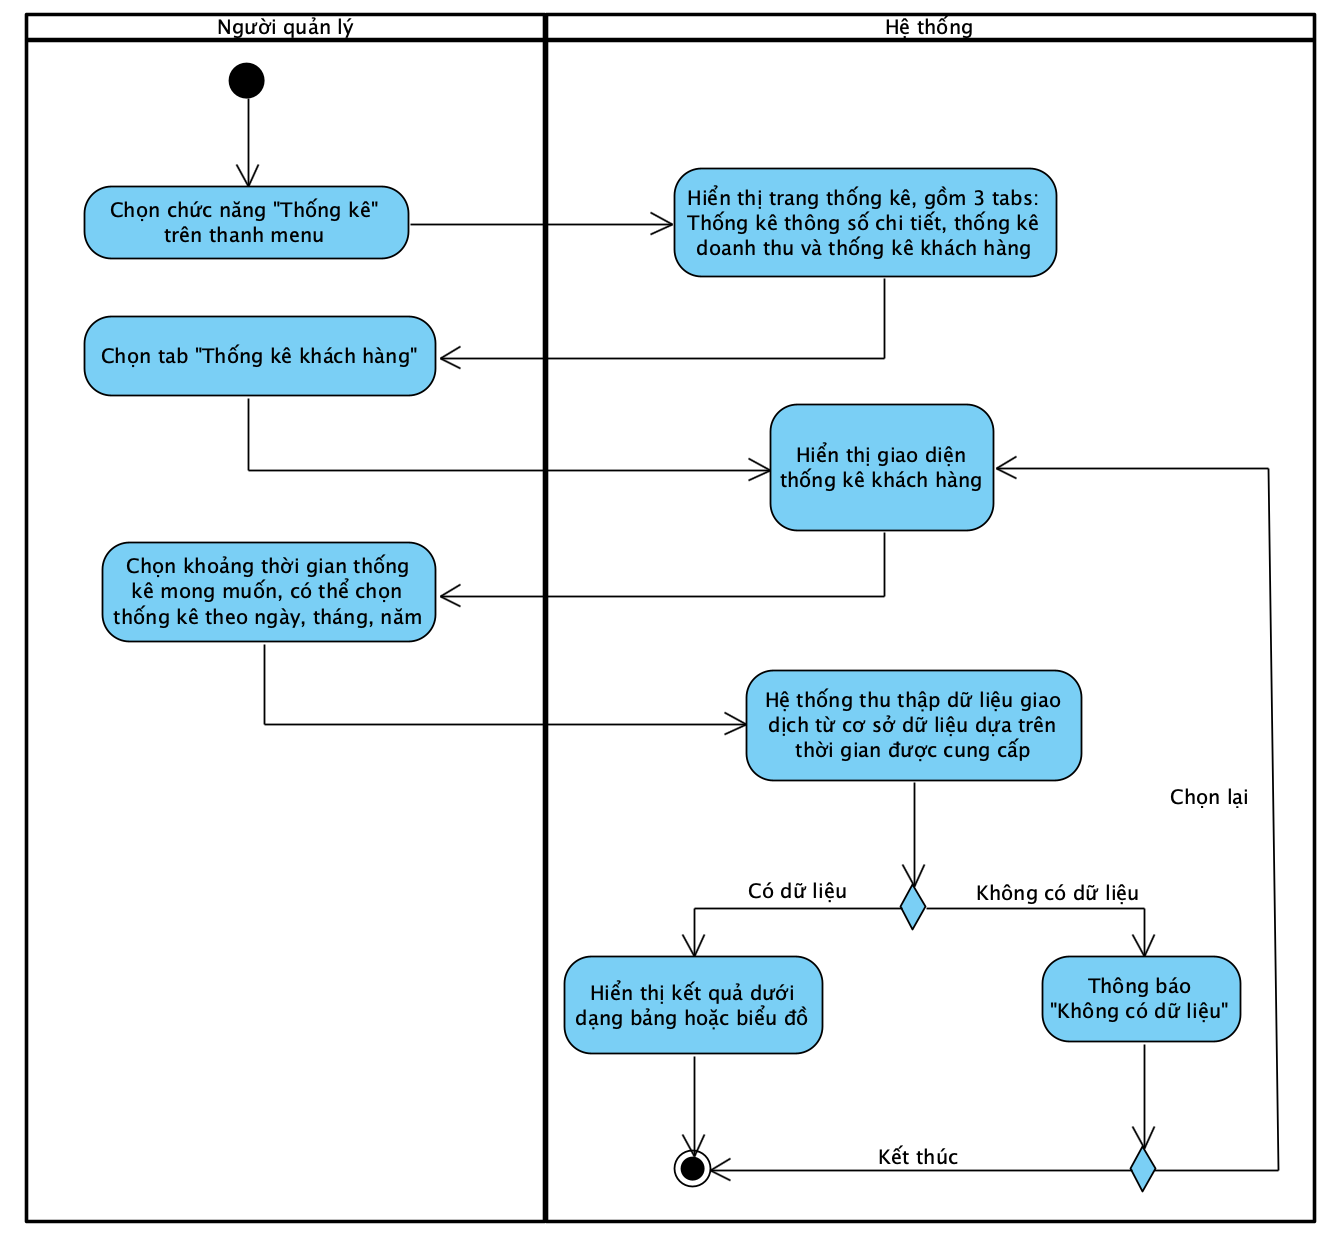 Người quản lý
Hệ thống
Chọn chức năng "Thống kê"
trên thanh menu
Hiển thị trang thống kê, gồm 3 tabs:
Thống kê thông số chi tiết, thống kê
doanh thu và thống kê khách hàng
Chọn tab "Thống kê khách hàng"
Hiển thị giao diện
thống kê khách hàng
Chọn khoảng thời gian thống
kê mong muốn, có thể chọn
thống kê theo ngày, tháng, năm
Hệ thống thu thập dữ liệu giao
dịch từ cơ sở dữ liệu dựa trên
thời gian được cung cấp
Chọn lại
Có dữ liệu
Không có dữ liệu
Hiển thị kết quả dưới
dạng bảng hoặc biểu đồ
Thông báo
"Không có dữ liệu"
Kết thúc